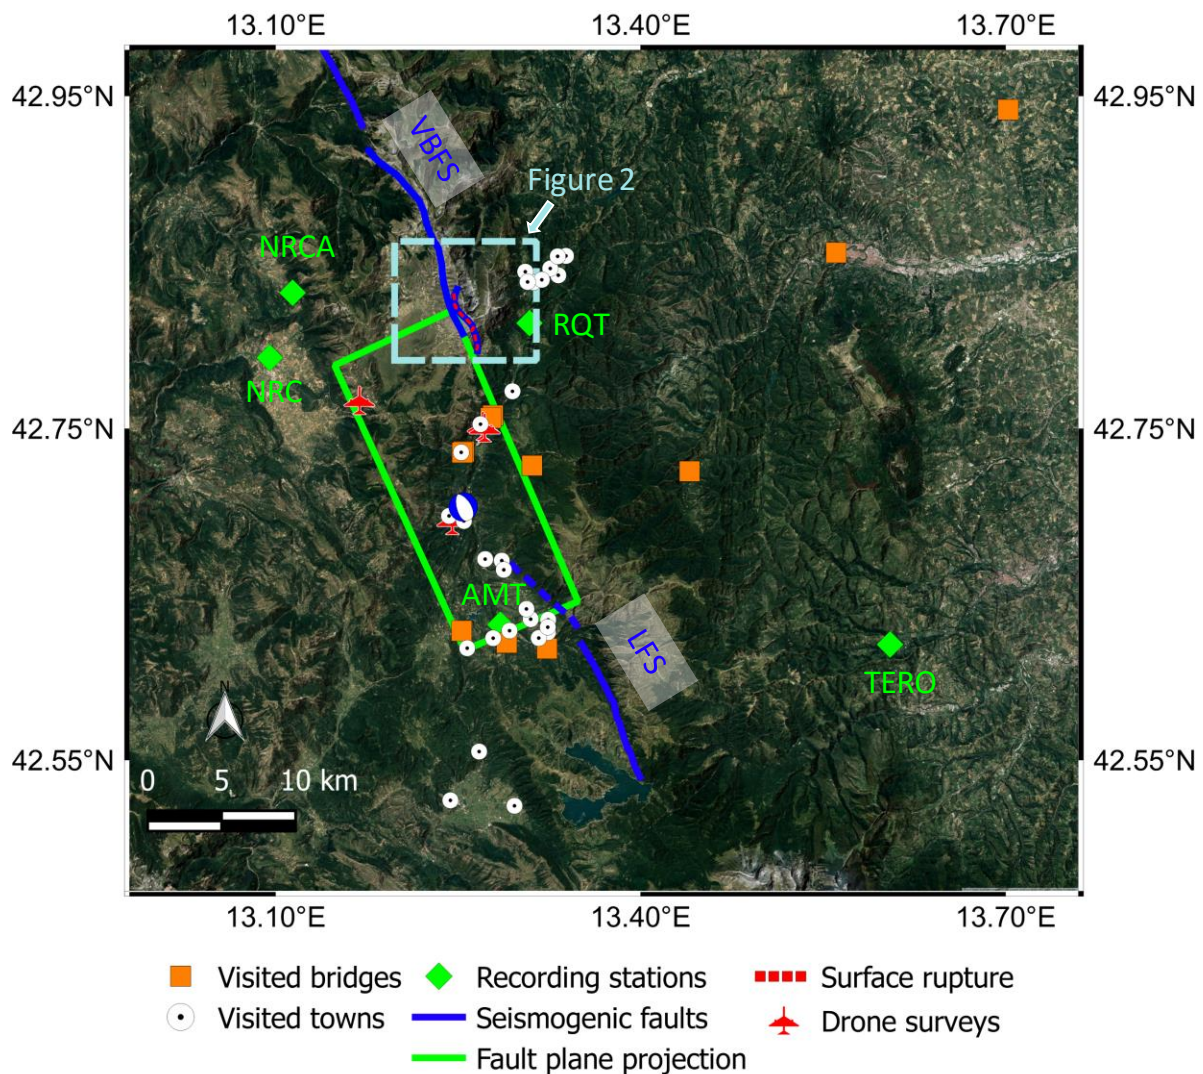 13.10°E 13.40°E 13.70°E
42.95°N 42.95°N
VBFS
Figure 2
NRCA
RQT
NRC
42.75°N 42.75°N
AMT
LFS
TERO
N
42.55°N 42.55°N
0 5 10 km
13.10°E 13.40°E 13.70°E
Visited bridges Recording stations Surface rupture
Visited towns Seismogenic faults Drone surveys
Fault plane projection